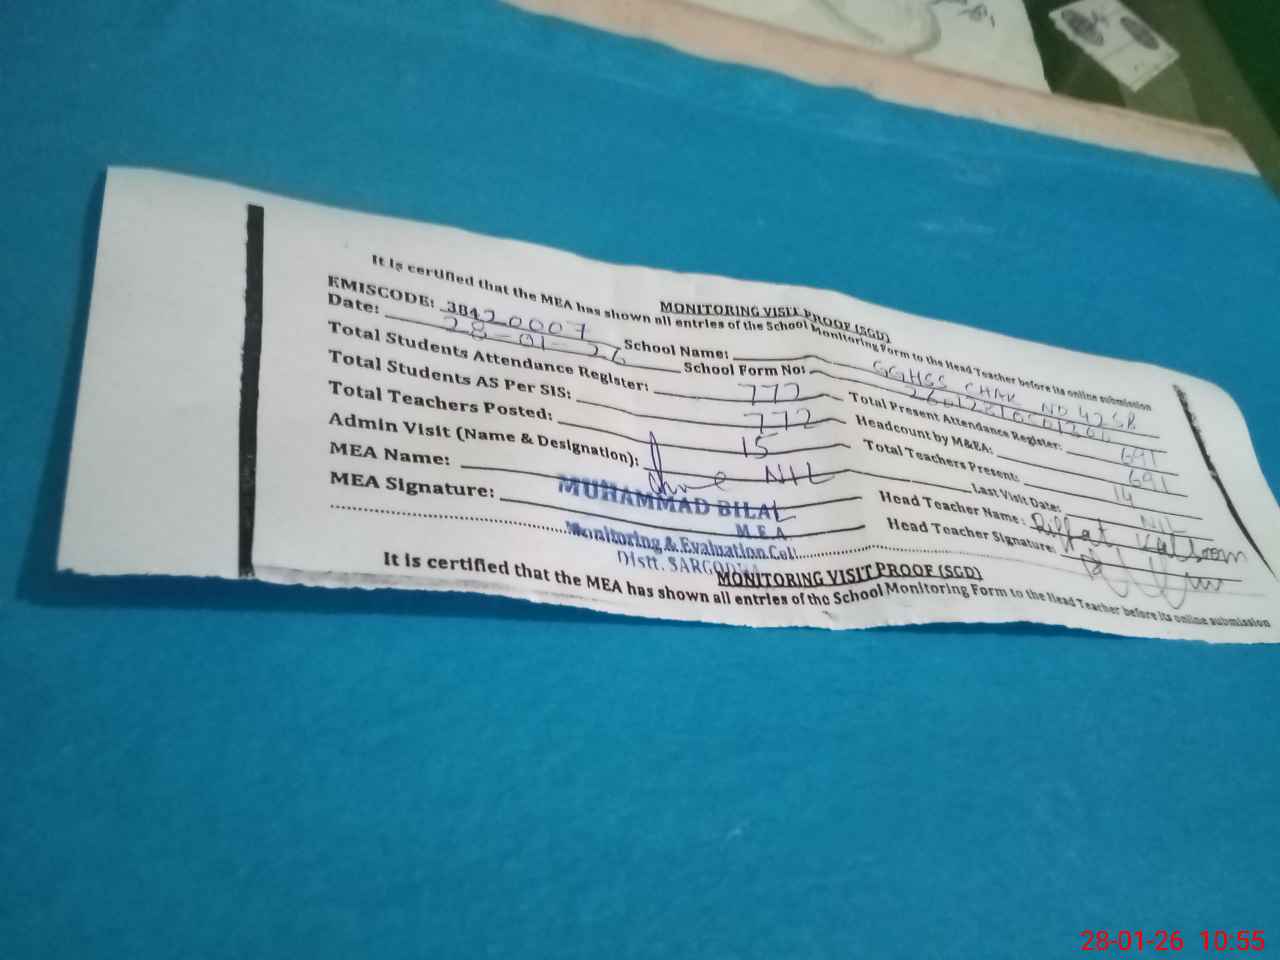 MONITORING VISIT PROOF (SGD)
It is certified that the MEA has shown all entries of the School Monitoring Form to the Head Teacher before its online submission
EMISCODE: 38420007 School Name: GGHSS CHAK NO 42 SB
Date: 28-01-26 School Form No:
Total Students Attendance Register: 772 Total Present Attendance Register: 691
Total Students AS Per SIS: 772 Headcount by M&EA: 691
Total Teachers Posted: 15 Total Teachers Present: 14
Admin Visit (Name & Designation): NIL Last Visit Date: NIL
MEA Name: MUHAMMAD BILAL Head Teacher Name: Riffat Kalsoom
MEA Signature: M.E.A Head Teacher Signature:
Monitoring & Evaluation Cel.
Distt. SARGODHA
MONITORING VISIT PROOF (SGD)
It is certified that the MEA has shown all entries of the School Monitoring Form to the Head Teacher before its online submission
28-01-26 10:55